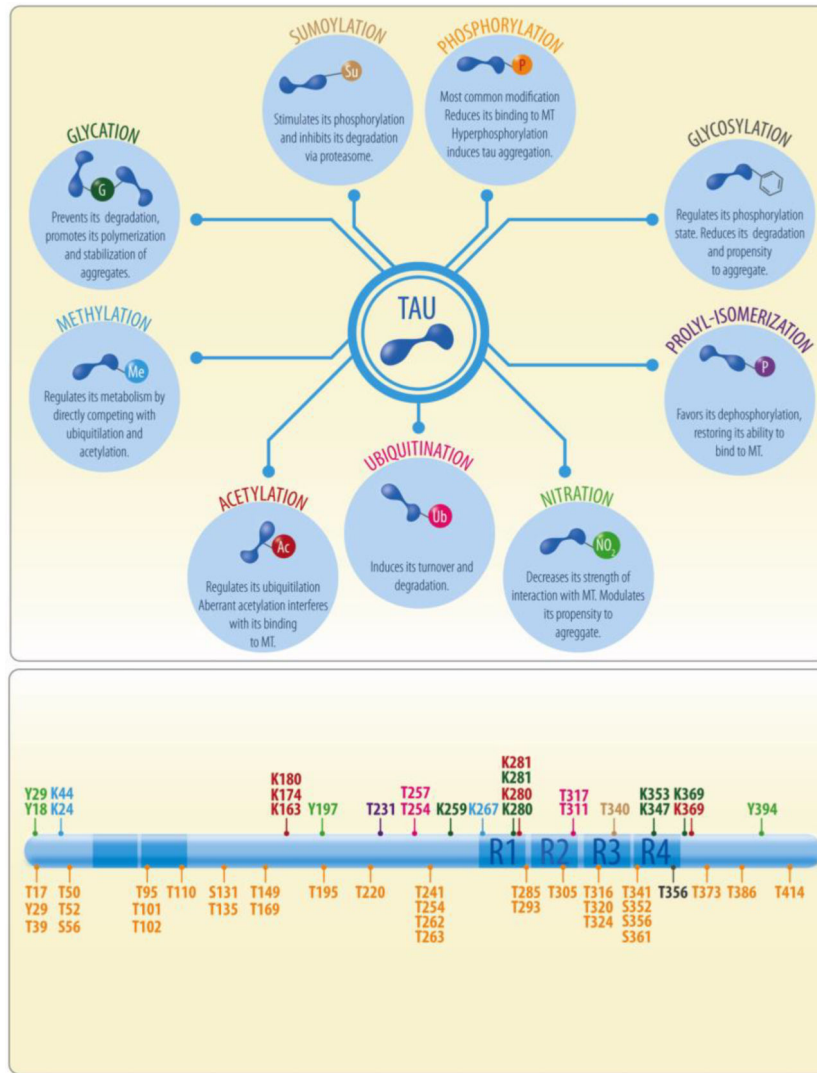 SUMOYLATION
Su
Stimulates its phosphorylation
and inhibits its degradation
via proteasome.
PHOSPHORYLATION
P
Most common modification
Reduces its binding to MT
Hyperphosphorylation
induces tau aggregation.
GLYCATION
G
Prevents its degradation,
promotes its polymerization
and stabilization of
aggregates.
GLYCOSYLATION
Regulates its phosphorylation
state. Reduces its degradation
and propensity
to aggregate.
TAU
METHYLATION
Me
Regulates its metabolism by
directly competing with
ubiquitilation and
acetylation.
PROLYL-ISOMERIZATION
P
Favors its dephosphorylation,
restoring its ability to
bind to MT.
ACETYLATION
Ac
Regulates its ubiquitilation
Aberrant acetylation interferes
with its binding
to MT.
UBIQUITINATION
Ub
Induces its turnover and
degradation.
NITRATION
NO2
Decreases its strength of
interaction with MT. Modulates
its propensity to
agreggate.
Y29
Y18
K44
K24
K180
K174
K163
Y197
T231
T257
T254
K259
K267
K281
K281
K280
K280
T317
T311
T340
K353
K347
K369
K369
Y394
R1
R2
R3
R4
T17
Y29
T39
T50
T52
S56
T95
T101
T102
T110
S131
T135
T149
T169
T195
T220
T241
T254
T262
T263
T285
T293
T305
T316
T320
T324
T341
S352
S356
S361
T356
T373
T386
T414